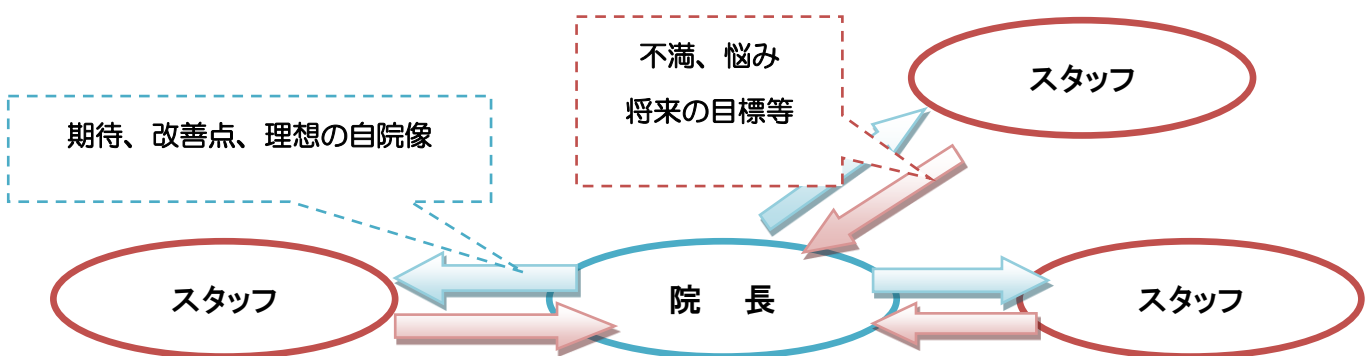 不満、悩み
将来の目標等
スタッフ
期待、改善点、理想の自院像
スタッフ
院　長
スタッフ